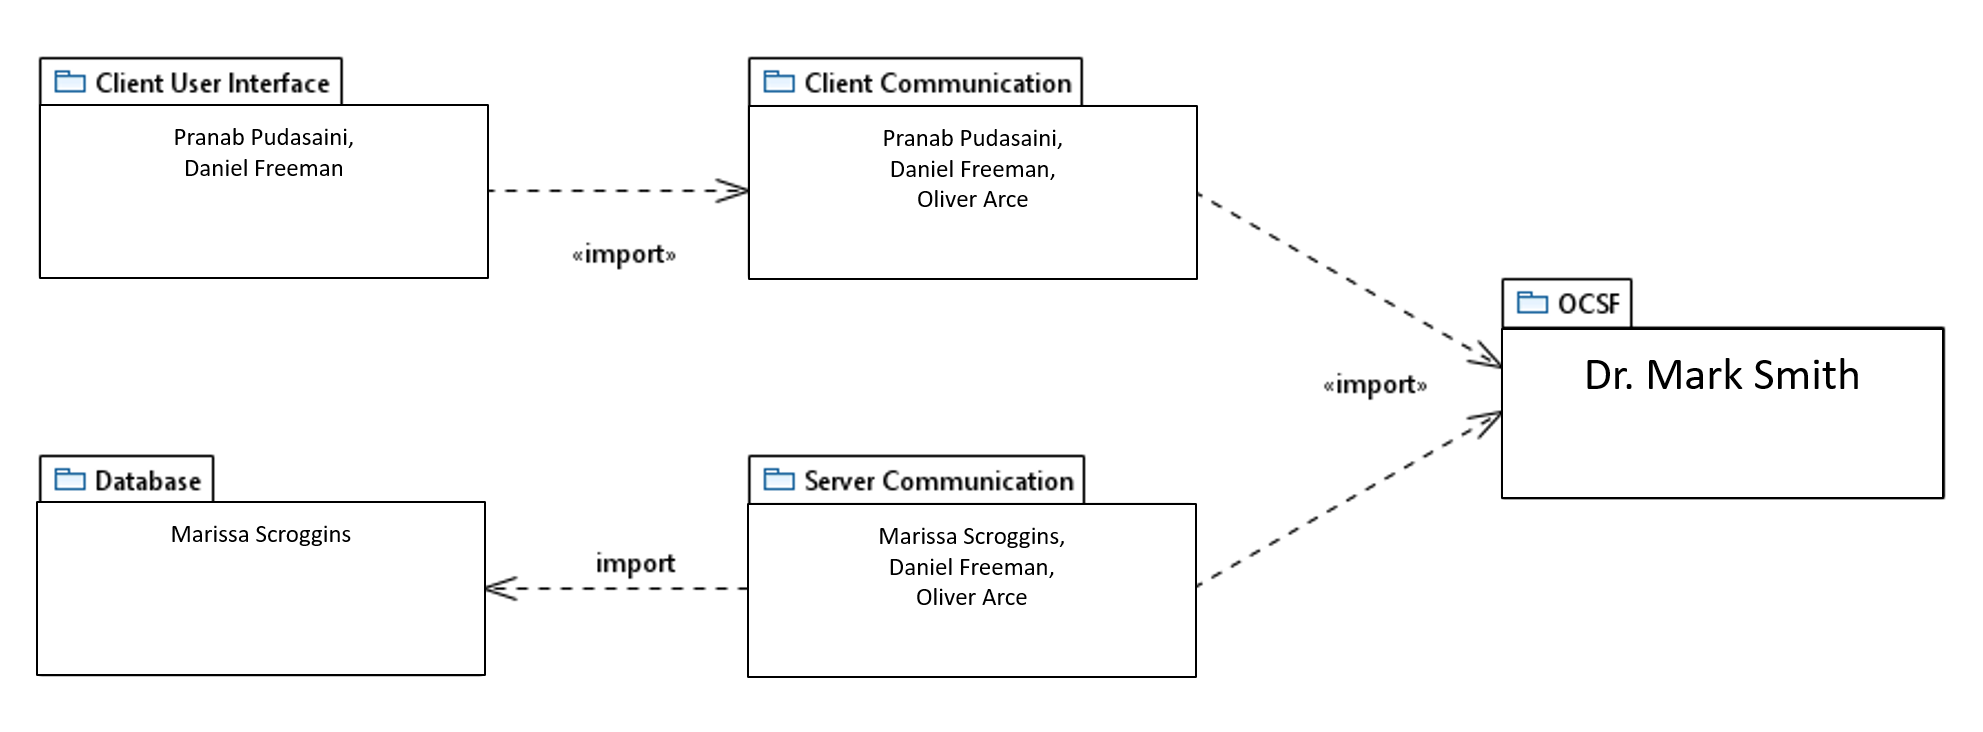 Client User Interface
Pranab Pudasaini,
Daniel Freeman
«import»
Client Communication
Pranab Pudasaini,
Daniel Freeman,
Oliver Arce
«import»
OCSF
Dr. Mark Smith
Database
Marissa Scroggins
import
Server Communication
Marissa Scroggins,
Daniel Freeman,
Oliver Arce